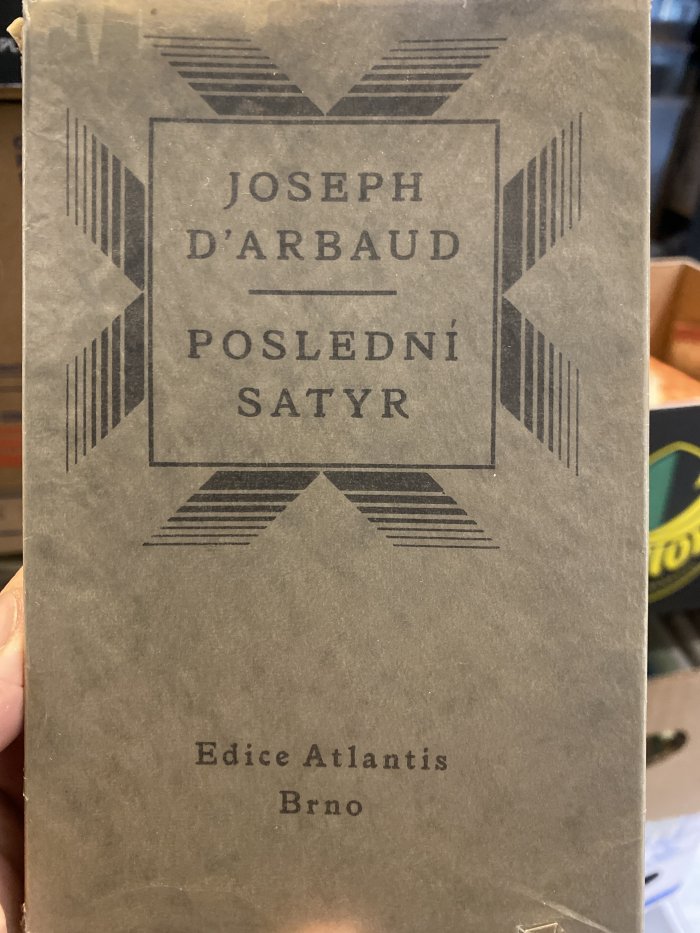 JOSEPH
D'ARBAUD
POSLEDNÍ
SATYR
Edice Atlantis
Brno